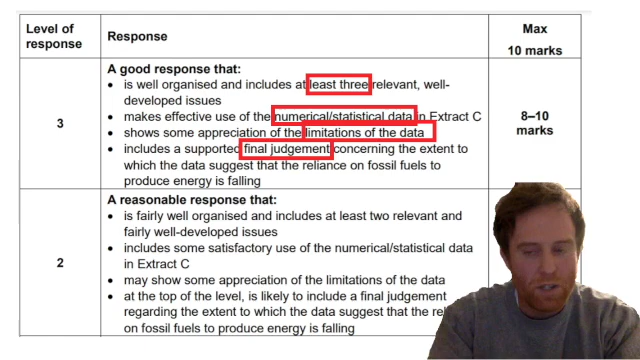 Level of
response
Response
Max
10 marks
3
A good response that:
• is well organised and includes at least three relevant, well-
developed issues
• makes effective use of the numerical/statistical data in Extract C
• shows some appreciation of the limitations of the data
• includes a supported final judgement concerning the extent to
which the data suggest that the reliance on fossil fuels to
produce energy is falling
8–10
marks
2
A reasonable response that:
• is fairly well organised and includes at least two relevant and
fairly well-developed issues
• includes some satisfactory use of the numerical/statistical data
in Extract C
• may show some appreciation of the limitations of the data
• at the top of the level, is likely to include a final judgement
regarding the extent to which the data suggest that the
on fossil fuels to produce energy is falling